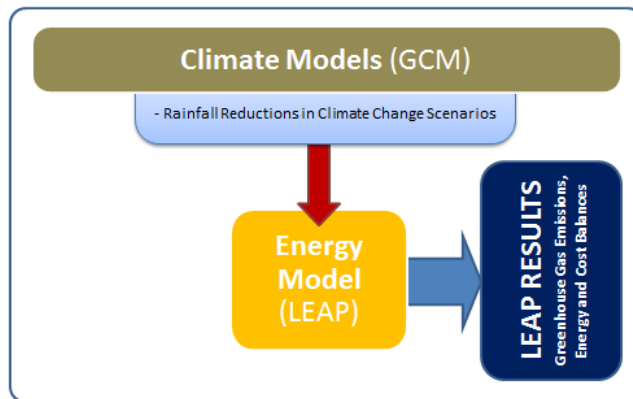 Climate Models (GCM)
- Rainfall Reductions in Climate Change Scenarios
Energy
Model
(LEAP)
LEAP RESULTS
Greenhouse Gas Emissions,
Energy and Cost Balances